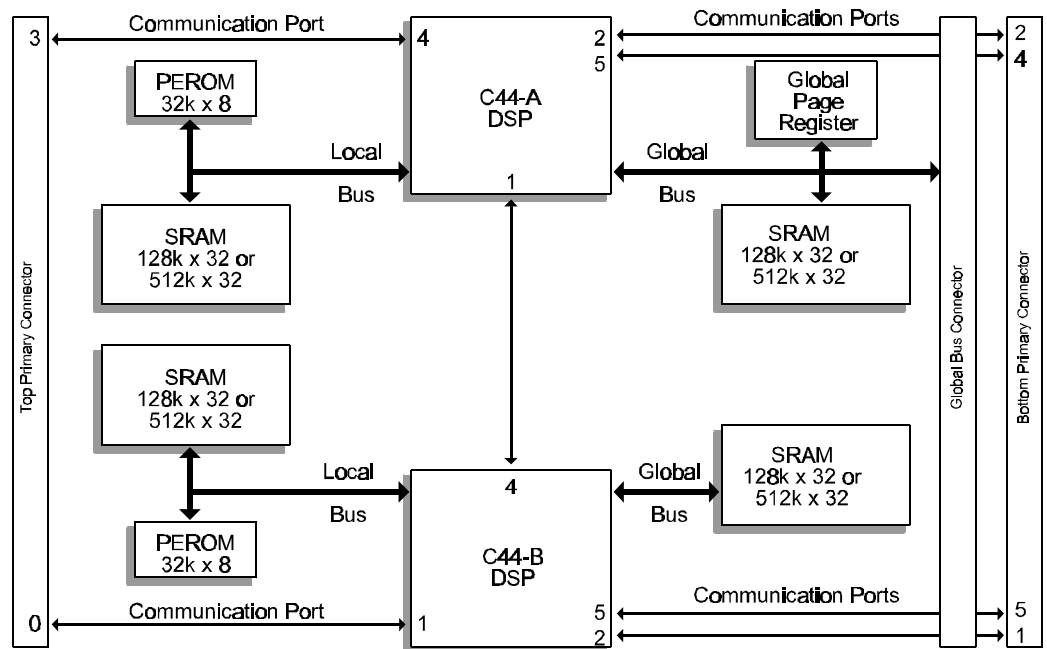 Communication Port
Communication Ports
3
4
2
5
2
4
PEROM
32k x 8
C44-A
DSP
Global
Page
Register
Local
Bus
1
Global
Bus
SRAM
128k x 32 or
512k x 32
SRAM
128k x 32 or
512k x 32
Top Primary Connector
Global Bus Connector
Bottom Primary Connector
SRAM
128k x 32 or
512k x 32
Local
Bus
4
Global
Bus
SRAM
128k x 32 or
512k x 32
PEROM
32k x 8
C44-B
DSP
Communication Port
Communication Ports
0
1
5
2
5
1